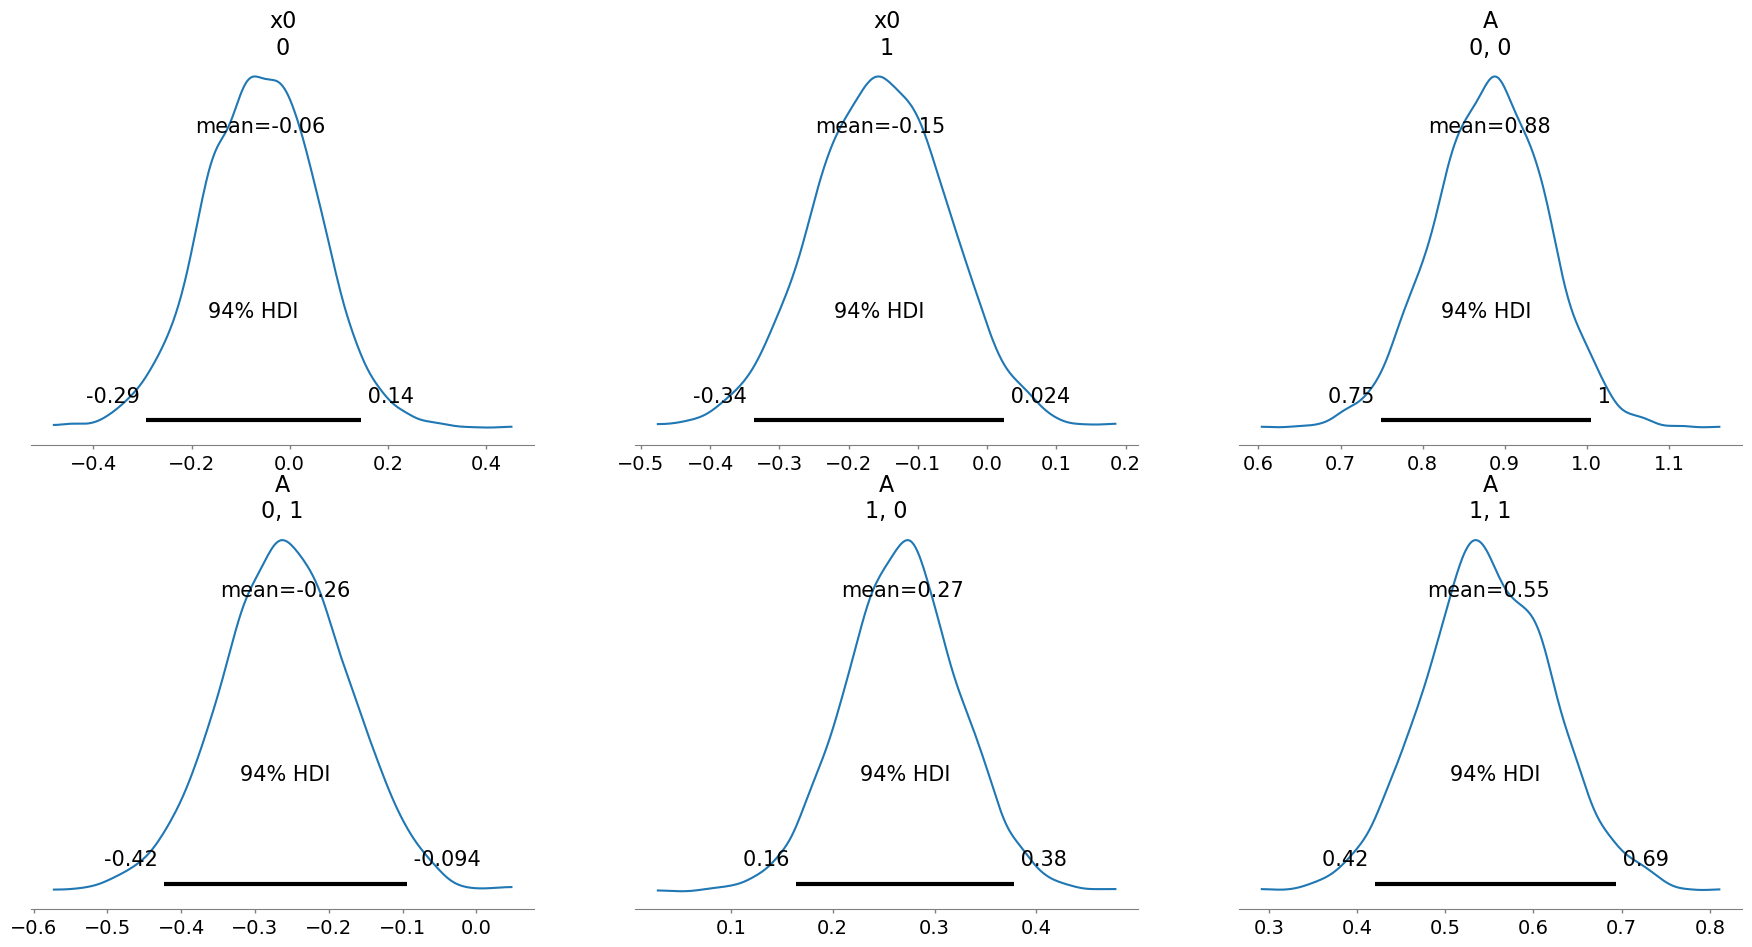 x0
0
mean=-0.06
94% HDI
-0.29 0.14
−0.4 −0.2 0.0 0.2 0.4
x0
1
mean=-0.15
94% HDI
-0.34 0.024
−0.5 −0.4 −0.3 −0.2 −0.1 0.0 0.1 0.2
A
0, 0
mean=0.88
94% HDI
0.75 1
0.6 0.7 0.8 0.9 1.0 1.1
A
0, 1
mean=-0.26
94% HDI
-0.42 -0.094
−0.6 −0.5 −0.4 −0.3 −0.2 −0.1 0.0
A
1, 0
mean=0.27
94% HDI
0.16 0.38
0.1 0.2 0.3 0.4
A
1, 1
mean=0.55
94% HDI
0.42 0.69
0.3 0.4 0.5 0.6 0.7 0.8